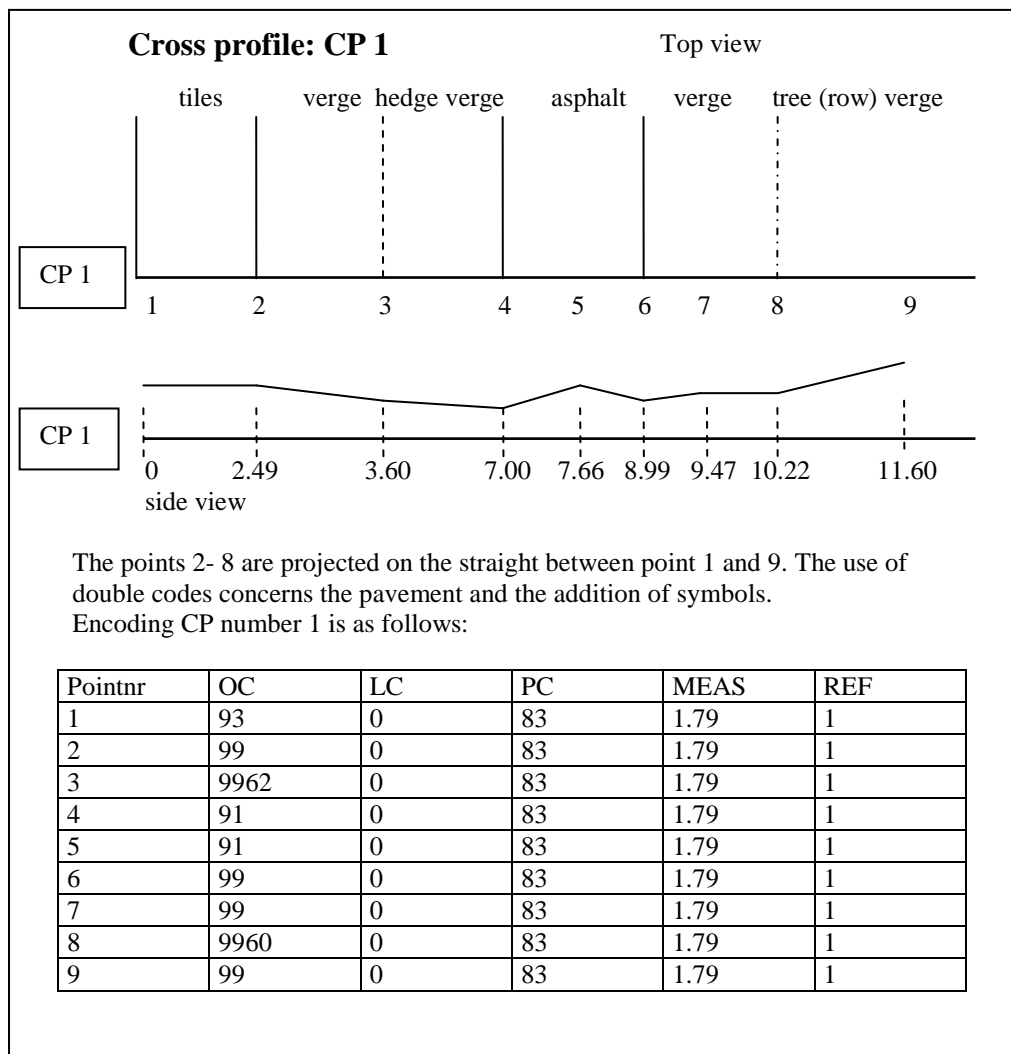 Cross profile: CP 1 Top view
tiles verge hedge verge asphalt verge tree (row) verge
CP 1
1 2 3 4 5 6 7 8 9
CP 1
0 2.49 3.60 7.00 7.66 8.99 9.47 10.22 11.60
side view
The points 2- 8 are projected on the straight between point 1 and 9. The use of
double codes concerns the pavement and the addition of symbols.
Encoding CP number 1 is as follows:
Pointnr OC LC PC MEAS REF
1 93 0 83 1.79 1
2 99 0 83 1.79 1
3 9962 0 83 1.79 1
4 91 0 83 1.79 1
5 91 0 83 1.79 1
6 99 0 83 1.79 1
7 99 0 83 1.79 1
8 9960 0 83 1.79 1
9 99 0 83 1.79 1